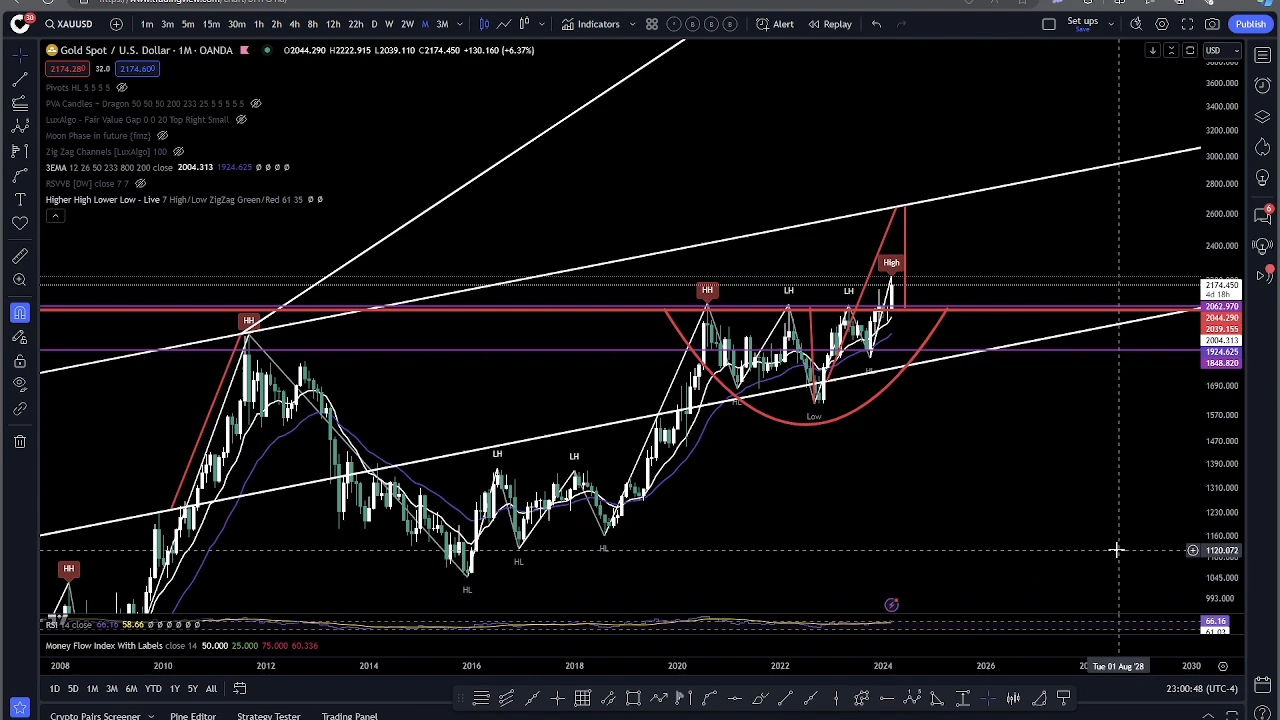 XAUUSD 1m 3m 5m 15m 30m 1h 2h 4h 8h 12h 22h D W 2W M 3M Indicators Alert Replay Set ups Save Publish
Gold Spot / U.S. Dollar · 1M · OANDA O2044.290 H2222.915 L2039.110 C2174.450 +130.160 (+6.37%)
USD
2174.280 32.0 2174.600
Pivots HL 5 5 5 5
PVA Candles - Dragon 50 50 50 200 233 25 5 5 5 5 5
LuxAlgo - Fair Value Gap 0 0 20 Top Right Small
Moon Phase in future {fmz}
Zig Zag Channels [LuxAlgo] 100
3EMA 12 26 50 233 800 200 close 2004.313 1924.625 Ø Ø Ø Ø
RSVVB [DW] close 7 7
Higher High Lower Low - Live 7 High/Low ZigZag Green/Red 61 35 Ø Ø
3600.000
3400.000
3200.000
3000.000
2800.000
2600.000
2400.000
2174.450
4d 18h
2062.970
2044.290
2039.155
2004.313
1924.625
1848.820
1690.000
1570.000
1470.000
1390.000
1310.000
1230.000
1160.000
1120.072
1045.000
993.000
High
HH
LH
LH
HH
HL
HL
Low
LH
LH
HL
HL
HL
HH
RSI 14 close 66.16 58.66 Ø Ø Ø Ø Ø Ø
66.16
61.02
Money Flow Index With Labels close 14 50.000 25.000 75.000 60.336
2008 2010 2012 2014 2016 2018 2020 2022 2024 2026 Tue 01 Aug '28 2030
1D 5D 1M 3M 6M YTD 1Y 5Y All
23:00:48 (UTC-4)
Crypto Pairs Screener Pine Editor Strategy Tester Trading Panel